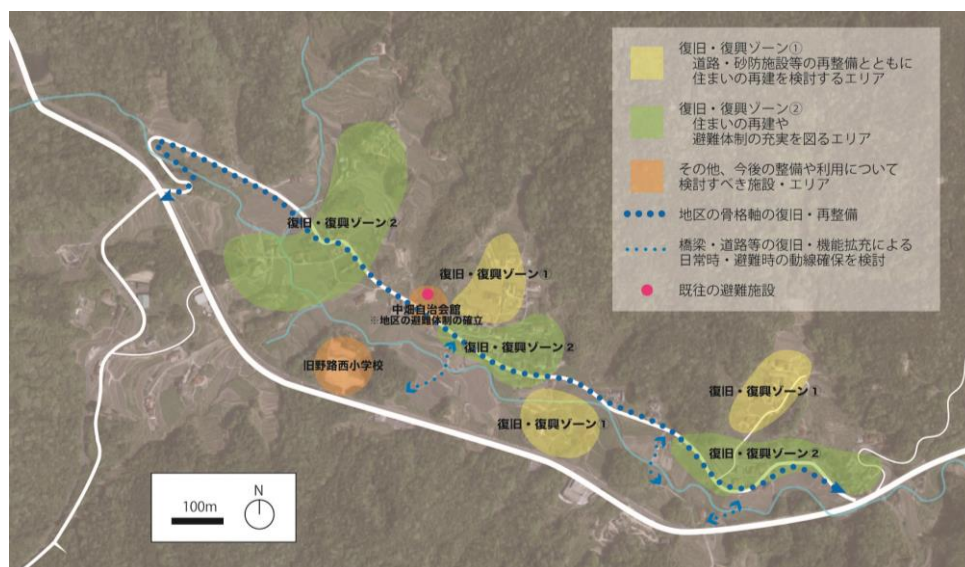 復旧・復興ゾーン①
道路・砂防施設等の再整備とともに
住まいの再建を検討するエリア
復旧・復興ゾーン②
住まいの再建や
避難体制の充実を図るエリア
その他、今後の整備や利用について
検討すべき施設・エリア
地区の骨格軸の復旧・再整備
橋梁・道路等の復旧・機能拡充による
日常時・避難時の動線確保を検討
既往の避難施設
復旧・復興ゾーン2
復旧・復興ゾーン1
中畑自治会館
※地区の避難体制の確立
復旧・復興ゾーン2
旧野路西小学校
復旧・復興ゾーン1
復旧・復興ゾーン1
復旧・復興ゾーン2
100m
N